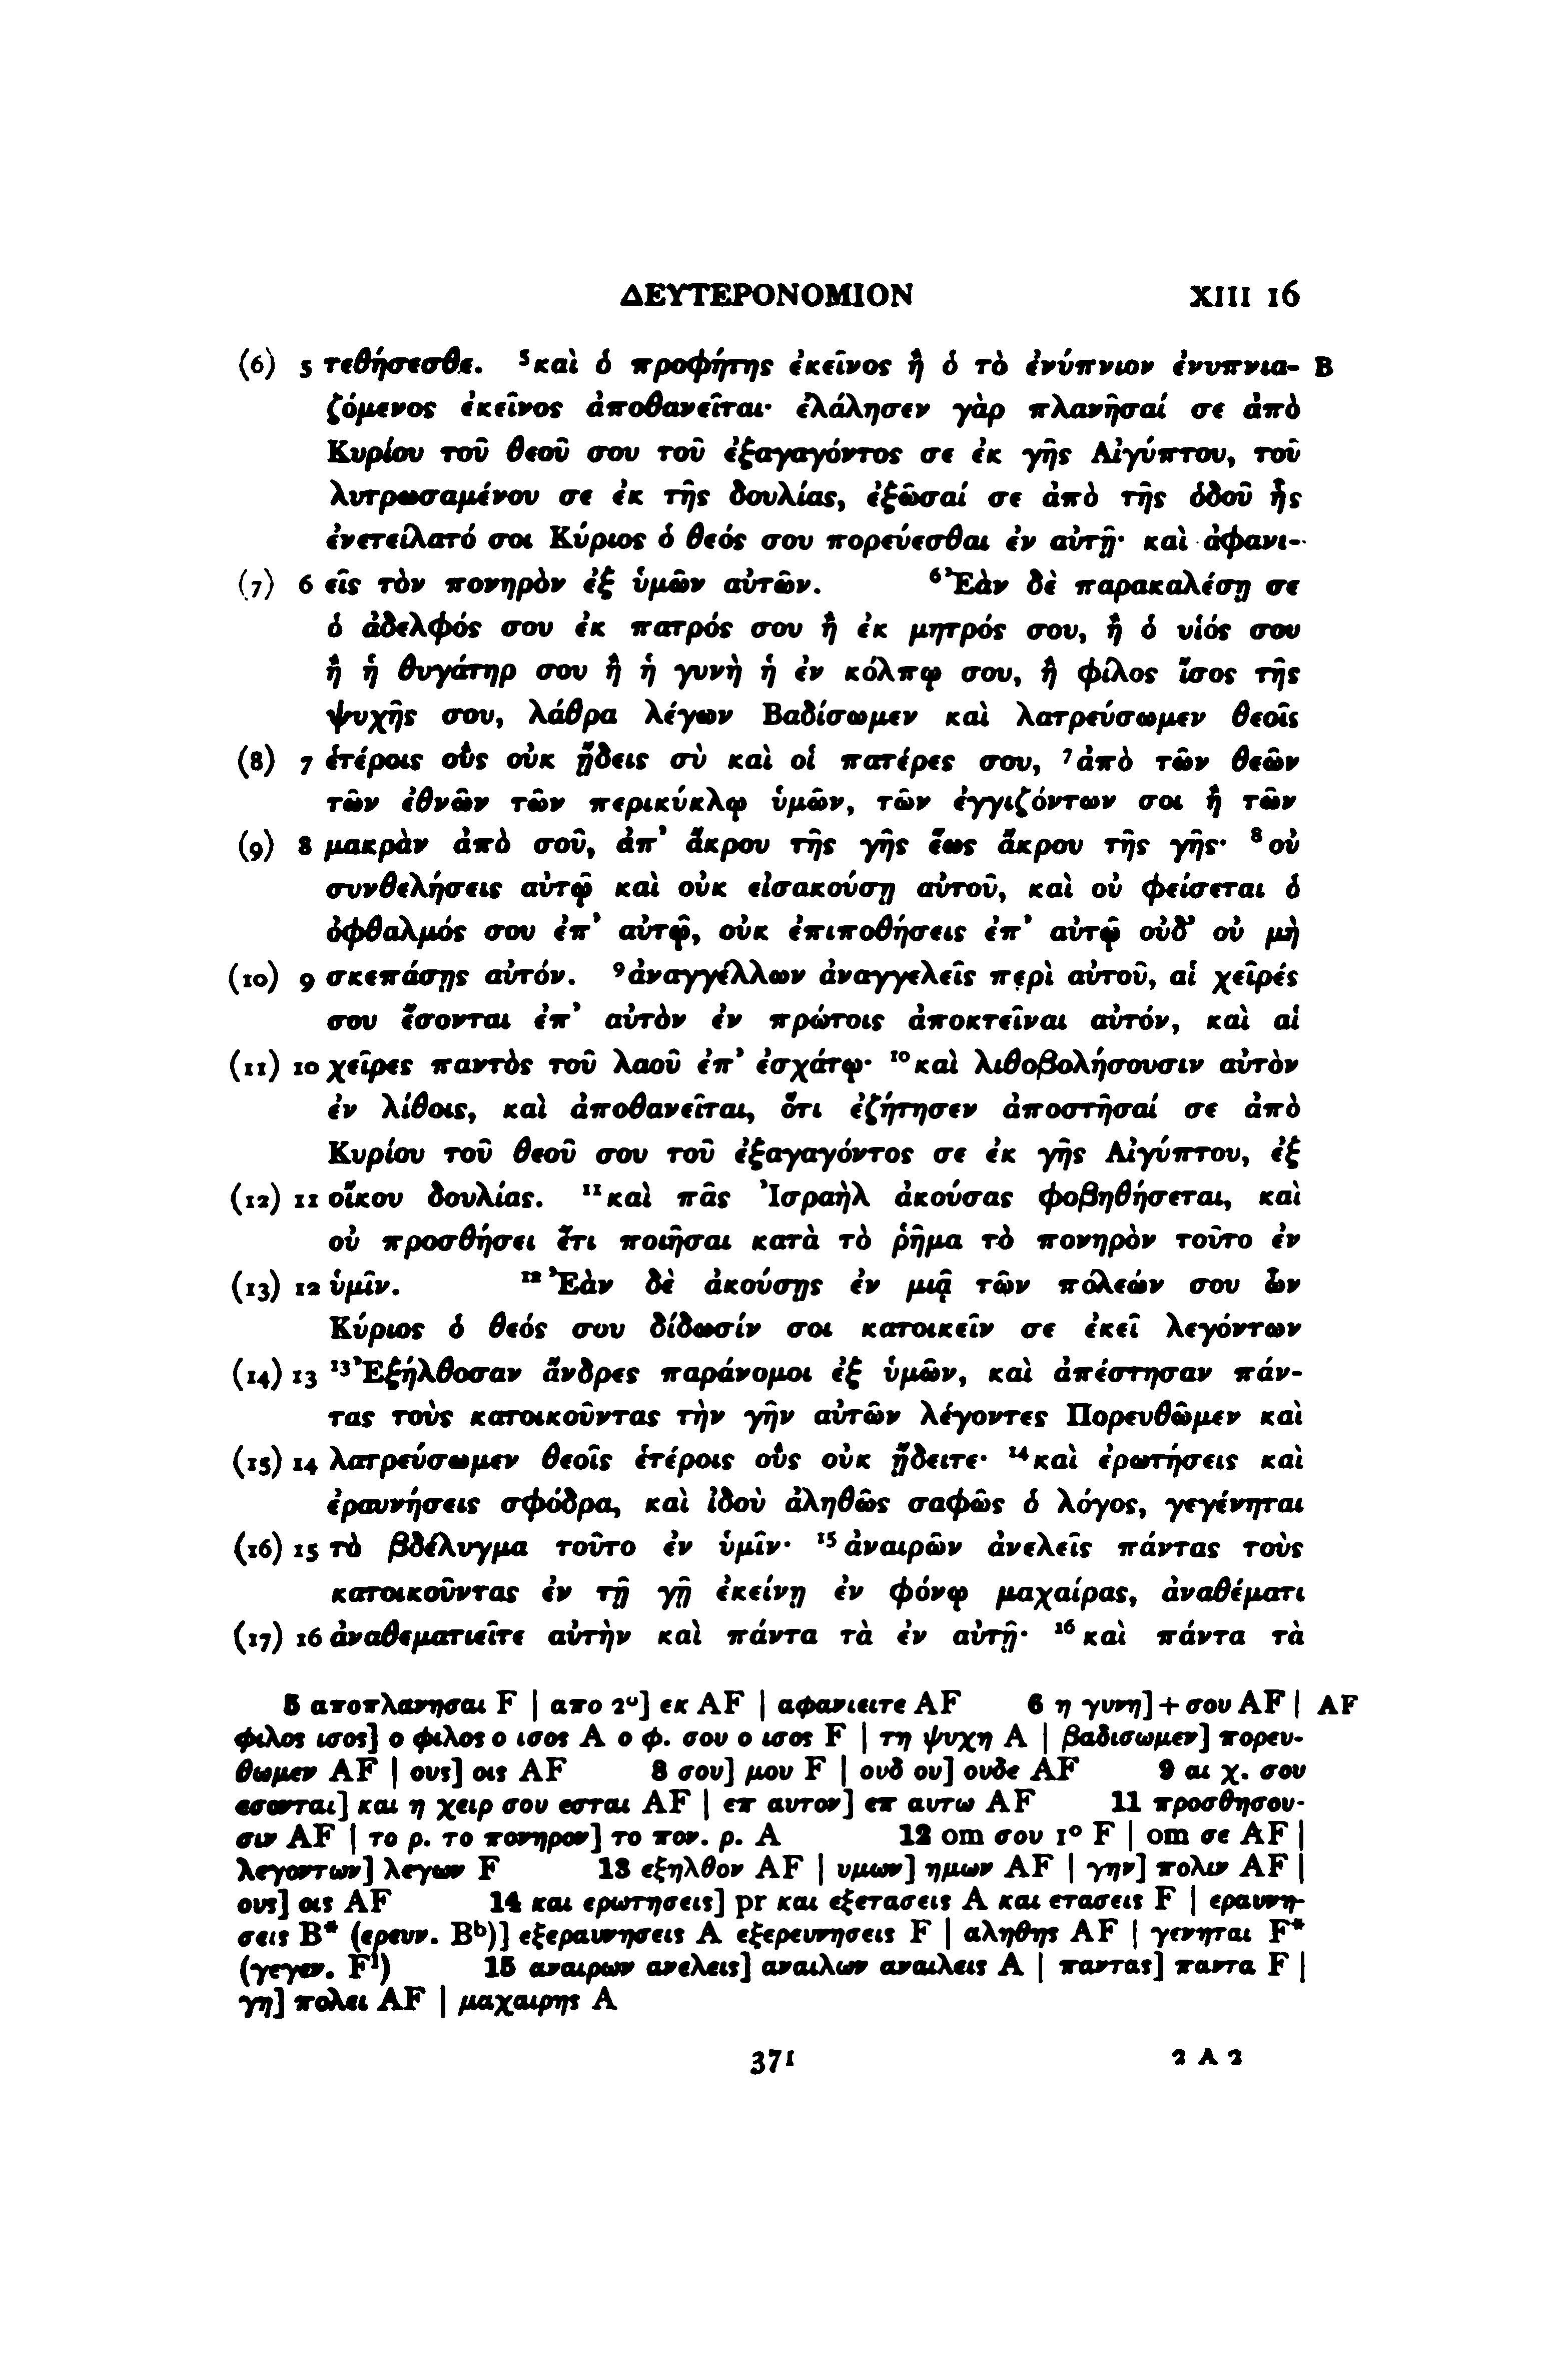 ΔΕΥΤΕΡΟΝΟΜΙΟΝ XIII 16
(6) 5 τεθήσεσθε. ⁵καὶ ὁ προφήτης ἐκεῖνος ἢ ὁ τὸ ἐνύπνιον ἐνυπνια- B
ζόμενος ἐκεῖνος ἀποθανεῖται· ἐλάλησεν γὰρ πλανῆσαί σε ἀπὸ
Κυρίου τοῦ θεοῦ σου τοῦ ἐξαγαγόντος σε ἐκ γῆς Αἰγύπτου, τοῦ
λυτρωσαμένου σε ἐκ τῆς δουλίας, ἐξῶσαί σε ἀπὸ τῆς ὁδοῦ ἧς
ἐνετείλατό σοι Κύριος ὁ θεός σου πορεύεσθαι ἐν αὐτῇ· καὶ ἀφανι-
(7) 6 εῖς τὸν πονηρὸν ἐξ ὑμῶν αὐτῶν. ⁶Ἐὰν δὲ παρακαλέσῃ σε
ὁ ἀδελφός σου ἐκ πατρός σου ἢ ἐκ μητρός σου, ἢ ὁ υἱός σου
ἢ ἡ θυγάτηρ σου ἢ ἡ γυνὴ ἡ ἐν κόλπῳ σου, ἢ φίλος ἴσος τῆς
ψυχῆς σου, λάθρα λέγων Βαδίσωμεν καὶ λατρεύσωμεν θεοῖς
(8) 7 ἑτέροις οὓς οὐκ ᾔδεις σὺ καὶ οἱ πατέρες σου, ⁷ἀπὸ τῶν θεῶν
τῶν ἐθνῶν τῶν περικύκλῳ ὑμῶν, τῶν ἐγγιζόντων σοι ἢ τῶν
(9) 8 μακρὰν ἀπὸ σοῦ, ἀπ’ ἄκρου τῆς γῆς ἕως ἄκρου τῆς γῆς· ⁸οὐ
συνθελήσεις αὐτῷ καὶ οὐκ εἰσακούσῃ αὐτοῦ, καὶ οὐ φείσεται ὁ
ὀφθαλμός σου ἐπ’ αὐτῷ, οὐκ ἐπιποθήσεις ἐπ’ αὐτῷ οὐδ’ οὐ μὴ
(10) 9 σκεπάσῃς αὐτόν. ⁹ἀναγγέλλων ἀναγγελεῖς περὶ αὐτοῦ, αἱ χεῖρές
σου ἔσονται ἐπ’ αὐτὸν ἐν πρώτοις ἀποκτεῖναι αὐτόν, καὶ αἱ
(11) 10 χεῖρες παντὸς τοῦ λαοῦ ἐπ’ ἐσχάτῳ· ¹⁰καὶ λιθοβολήσουσιν αὐτὸν
ἐν λίθοις, καὶ ἀποθανεῖται, ὅτι ἐζήτησεν ἀποστῆσαί σε ἀπὸ
Κυρίου τοῦ θεοῦ σου τοῦ ἐξαγαγόντος σε ἐκ γῆς Αἰγύπτου, ἐξ
(12) 11 οἴκου δουλίας. ¹¹καὶ πᾶς Ἰσραὴλ ἀκούσας φοβηθήσεται, καὶ
οὐ προσθήσει ἔτι ποιῆσαι κατὰ τὸ ῥῆμα τὸ πονηρὸν τοῦτο ἐν
(13) 12 ὑμῖν. ¹²Ἐὰν δὲ ἀκούσῃς ἐν μιᾷ τῶν πόλεών σου ὧν
Κύριος ὁ θεός σου δίδωσίν σοι κατοικεῖν σε ἐκεῖ λεγόντων
(14) 13 ¹³Ἐξήλθοσαν ἄνδρες παράνομοι ἐξ ὑμῶν, καὶ ἀπέστησαν πάν-
τας τοὺς κατοικοῦντας τὴν γῆν αὐτῶν λέγοντες Πορευθῶμεν καὶ
(15) 14 λατρεύσωμεν θεοῖς ἑτέροις οὓς οὐκ ᾔδειτε· ¹⁴καὶ ἐρωτήσεις καὶ
ἐραυνήσεις σφόδρα, καὶ ἰδοὺ ἀληθῶς σαφῶς ὁ λόγος, γεγένηται
(16) 15 τὸ βδέλυγμα τοῦτο ἐν ὑμῖν· ¹⁵ἀναιρῶν ἀνελεῖς πάντας τοὺς
κατοικοῦντας ἐν τῇ γῇ ἐκείνῃ ἐν φόνῳ μαχαίρας, ἀναθέματι
(17) 16 ἀναθεματιεῖτε αὐτὴν καὶ πάντα τὰ ἐν αὐτῇ· ¹⁶καὶ πάντα τὰ
5 αποπλανησαι F | απο 2º] εκ AF | αφανιειτε AF 6 η γυνη] + σου AF | AF
φιλος ισος] ο φιλος ο ισος A ο φ. σου ο ισος F | τη ψυχη A | βαδισωμεν] πορευ-
θωμεν AF | ους] οις AF 8 σου] μου F | ουδ ου] ουδε AF 9 αι χ. σου
εσονται] και η χειρ σου εσται AF | επ αυτον] επ αυτω AF 11 προσθησου-
σιν AF | το ρ. το πονηρον] το πον. ρ. A 12 om σου 1º F | om σε AF |
λεγοντων] λεγων F 13 εξηλθον AF | υμων] ημων AF | γην] πολιν AF |
ους] οις AF 14 και ερωτησεις] pr και εξετασεις A και ετασεις F | εραυνη-
σεις B* (ερευν. Bᵇ)] εξεραυνησεις A εξερευνησεις F | αληθης AF | γενηται F*
(γεγεν. F¹) 15 αναιρων ανελεις] αναιλων αναιλεις A | παντας] παντα F |
γη] πολει AF | μαχαιρης A
371 2 A 2